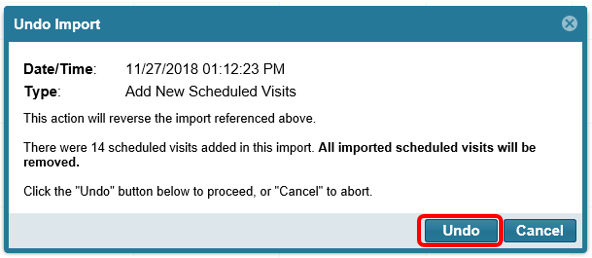 Undo Import
Date/Time: 11/27/2018 01:12:23 PM
Type: Add New Scheduled Visits
This action will reverse the import referenced above.
There were 14 scheduled visits added in this import. All imported scheduled visits will be
removed.
Click the "Undo" button below to proceed, or "Cancel" to abort.
Undo Cancel